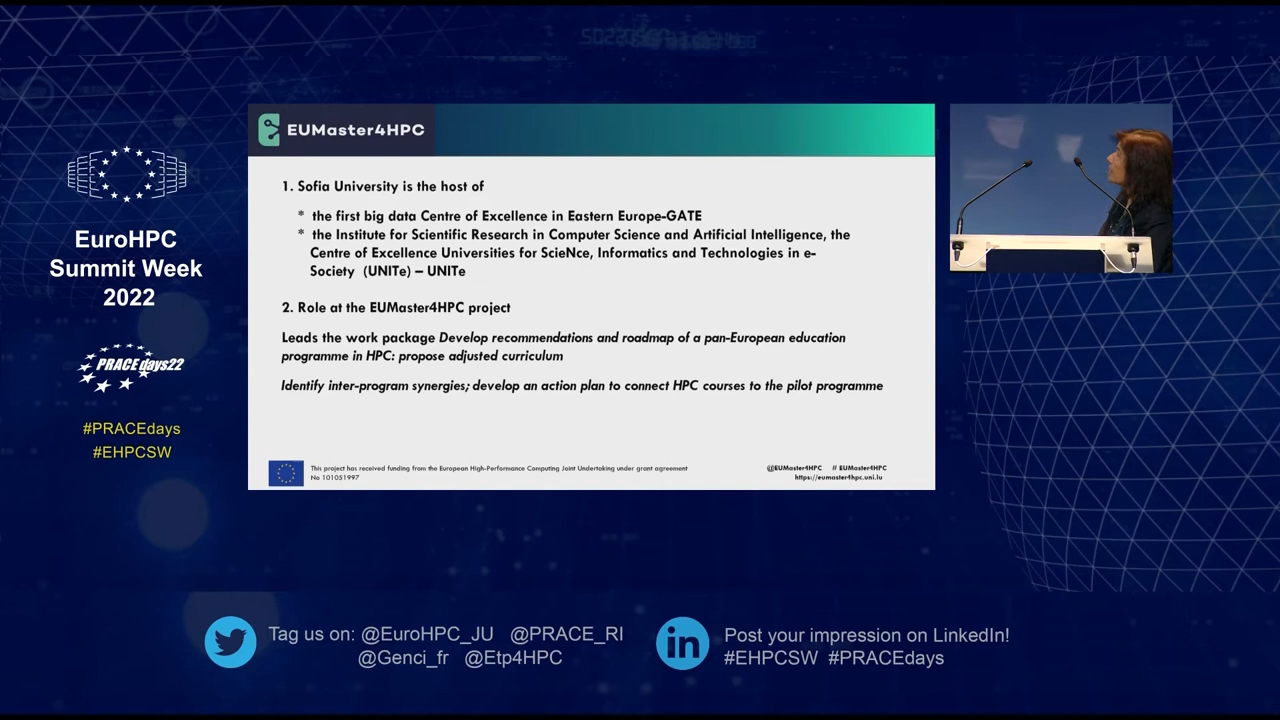 EuroHPC
Summit Week
2022
PRACEdays22
#PRACEdays
#EHPCSW
EUMaster4HPC
1. Sofia University is the host of
* the first big data Centre of Excellence in Eastern Europe-GATE
* the Institute for Scientific Research in Computer Science and Artificial Intelligence, the
Centre of Excellence Universities for ScieNce, Informatics and Technologies in e-
Society (UNITe) – UNITe
2. Role at the EUMaster4HPC project
Leads the work package Develop recommendations and roadmap of a pan-European education
programme in HPC: propose adjusted curriculum
Identify inter-program synergies; develop an action plan to connect HPC courses to the pilot programme
This project has received funding from the European High-Performance Computing Joint Undertaking under grant agreement
No 101051997
@EUMaster4HPC # EUMaster4HPC
https://eumaster4hpc.uni.lu
Tag us on: @EuroHPC_JU @PRACE_RI
@Genci_fr @Etp4HPC
in
Post your impression on LinkedIn!
#EHPCSW #PRACEdays